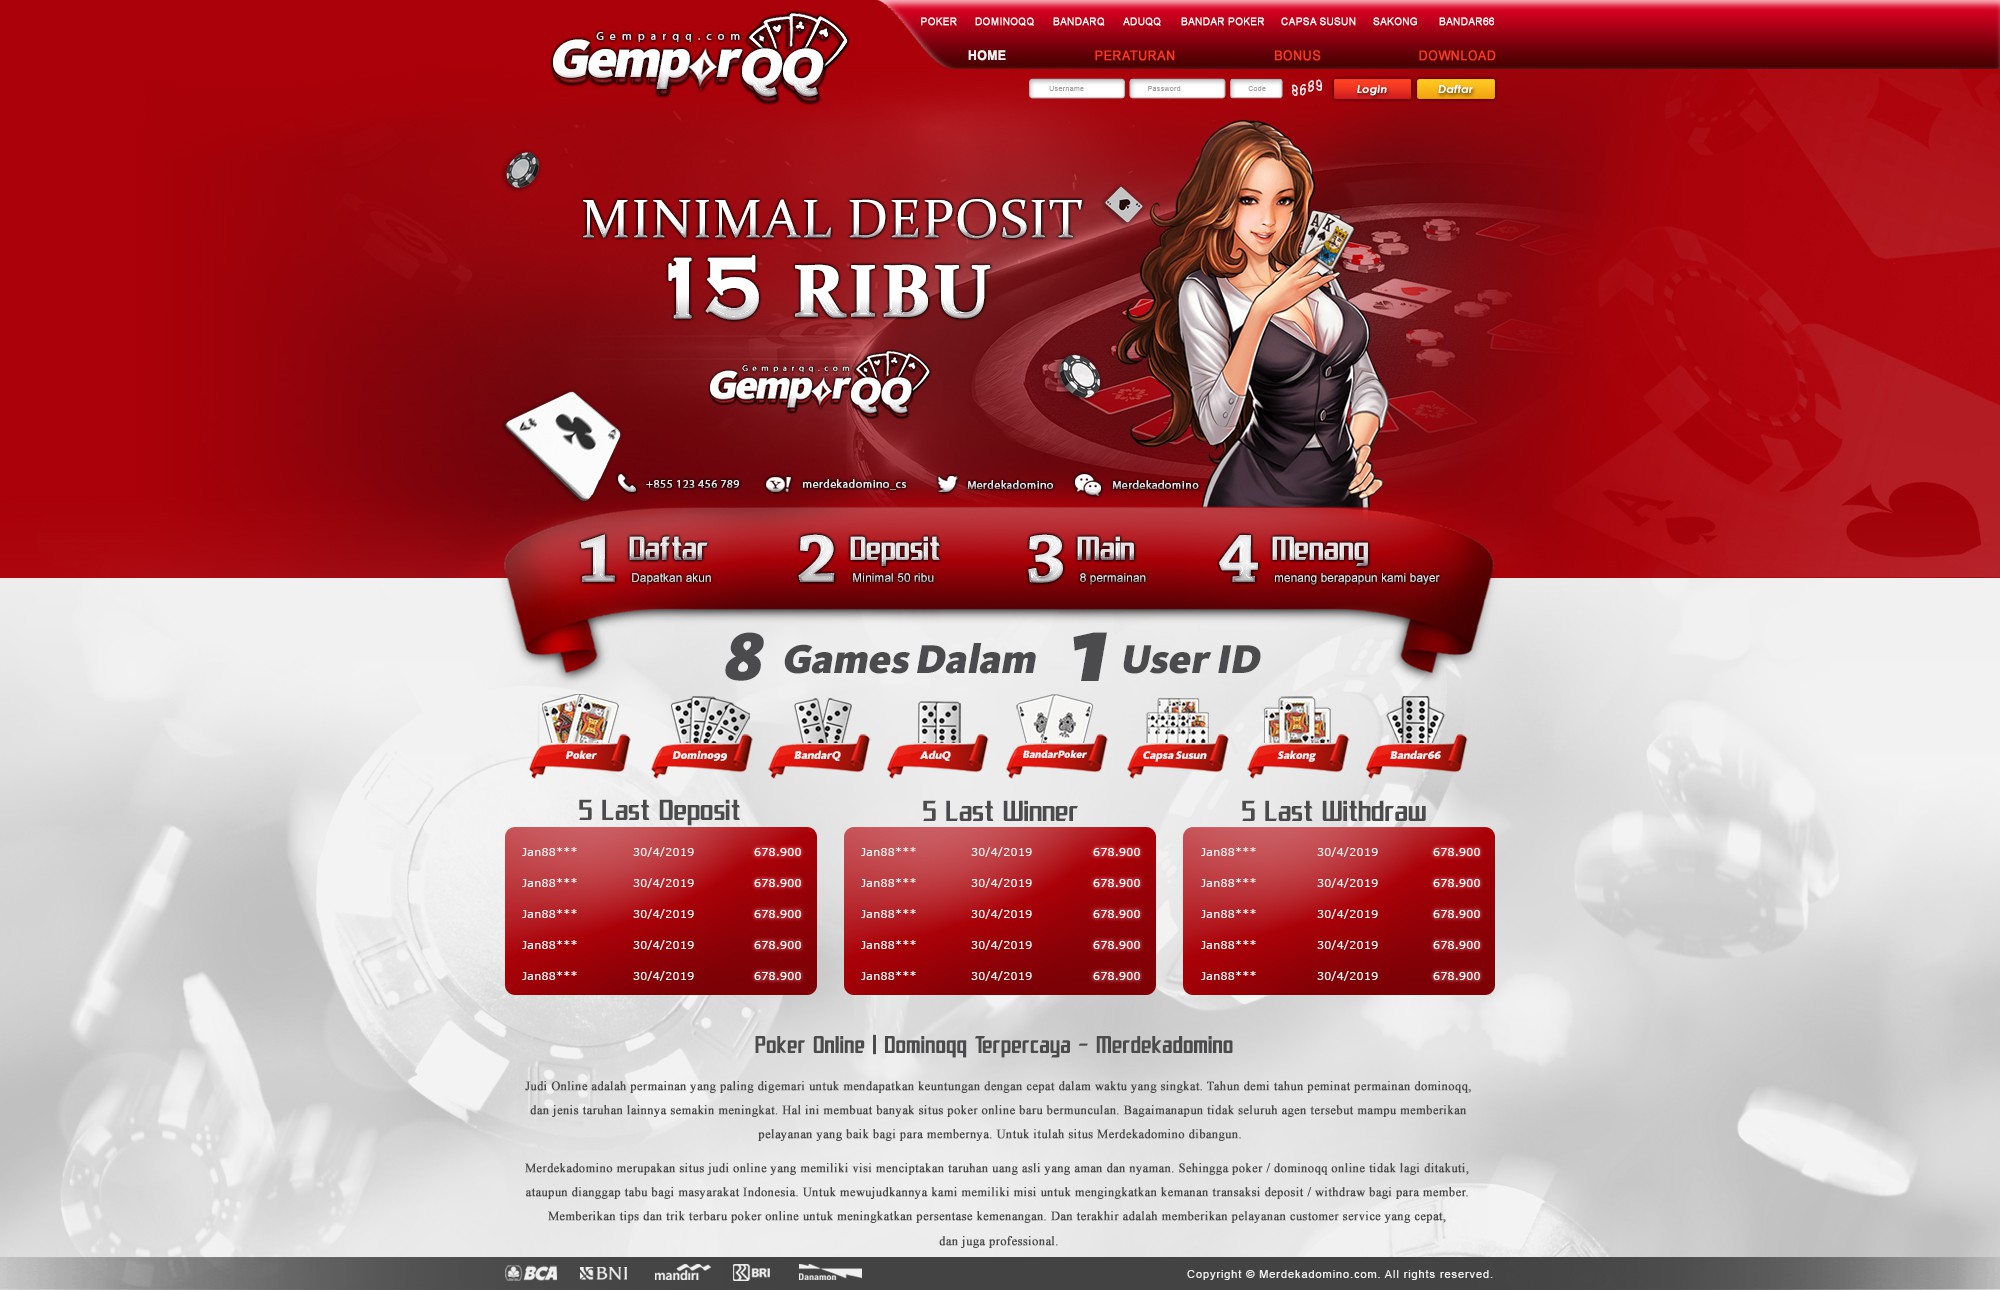 Gemparqq.com
GemparQQ
POKER DOMINOQQ BANDARQ ADUQQ BANDAR POKER CAPSA SUSUN SAKONG BANDAR66
HOME PERATURAN BONUS DOWNLOAD
Username Password Code 8689 Login Daftar
MINIMAL DEPOSIT
15 RIBU
A K
Gemparqq.com
GemparQQ
+855 123 456 789 merdekadomino_cs Merdekadomino Merdekadomino
1 Daftar 2 Deposit 3 Main 4 Menang
Dapatkan akun Minimal 50 ribu 8 permainan menang berapapun kami bayer
8 Games Dalam 1 User ID
Poker Domino99 BandarQ AduQ BandarPoker Capsa Susun Sakong Bandar66
5 Last Deposit 5 Last Winner 5 Last Withdraw
Jan88*** 30/4/2019 678.900 Jan88*** 30/4/2019 678.900 Jan88*** 30/4/2019 678.900
Jan88*** 30/4/2019 678.900 Jan88*** 30/4/2019 678.900 Jan88*** 30/4/2019 678.900
Jan88*** 30/4/2019 678.900 Jan88*** 30/4/2019 678.900 Jan88*** 30/4/2019 678.900
Jan88*** 30/4/2019 678.900 Jan88*** 30/4/2019 678.900 Jan88*** 30/4/2019 678.900
Jan88*** 30/4/2019 678.900 Jan88*** 30/4/2019 678.900 Jan88*** 30/4/2019 678.900
Poker Online | Dominoqq Terpercaya - Merdekadomino
Judi Online adalah permainan yang paling digemari untuk mendapatkan keuntungan dengan cepat dalam waktu yang singkat. Tahun demi tahun peminat permainan dominoqq,
dan jenis taruhan lainnya semakin meningkat. Hal ini membuat banyak situs poker online baru bermunculan. Bagaimanapun tidak seluruh agen tersebut mampu memberikan
pelayanan yang baik bagi para membernya. Untuk itulah situs Merdekadomino dibangun.
Merdekadomino merupakan situs judi online yang memiliki visi menciptakan taruhan uang asli yang aman dan nyaman. Sehingga poker / dominoqq online tidak lagi ditakuti,
ataupun dianggap tabu bagi masyarakat Indonesia. Untuk mewujudkannya kami memiliki misi untuk mengingkatkan kemanan transaksi deposit / withdraw bagi para member.
Memberikan tips dan trik terbaru poker online untuk meningkatkan persentase kemenangan. Dan terakhir adalah memberikan pelayanan customer service yang cepat,
dan juga professional.
BCA BNI mandiri BRI Danamon Copyright © Merdekadomino.com. All rights reserved.